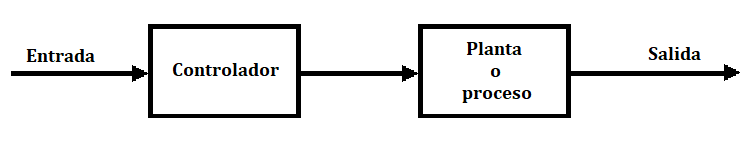 Entrada
Controlador
Planta
o
proceso
Salida